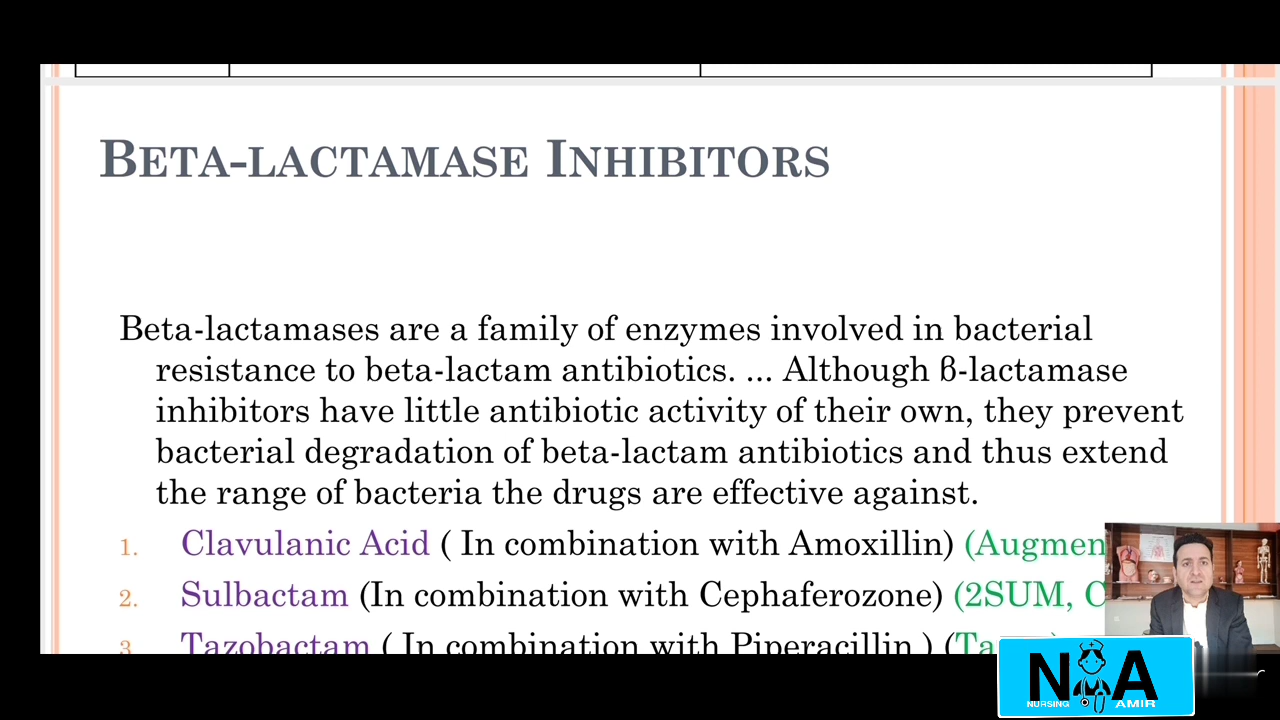 BETA-LACTAMASE INHIBITORS
Beta-lactamases are a family of enzymes involved in bacterial
resistance to beta-lactam antibiotics. ... Although ß-lactamase
inhibitors have little antibiotic activity of their own, they prevent
bacterial degradation of beta-lactam antibiotics and thus extend
the range of bacteria the drugs are effective against.
1. Clavulanic Acid ( In combination with Amoxillin) (Augmen
2. Sulbactam (In combination with Cephaferozone) (2SUM, C
3. Tazobactam ( In combination with Piperacillin ) (Ta
N A
NURSING AMIR